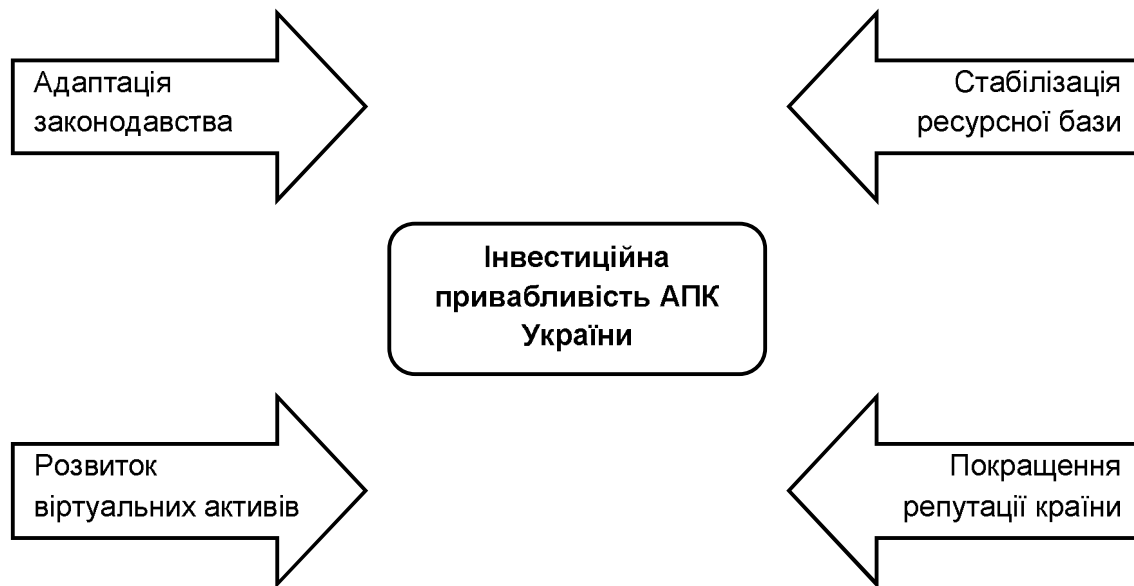 Адаптація
законодавства
Стабілізація
ресурсної бази
Інвестиційна
привабливість АПК
України
Розвиток
віртуальних активів
Покращення
репутації країни